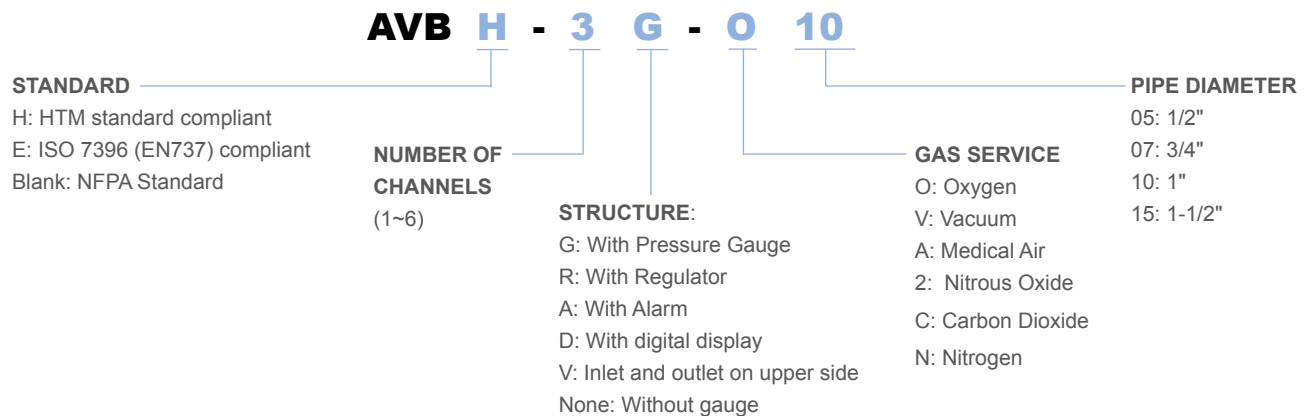 AVB H - 3 G - O 10
STANDARD
H: HTM standard compliant
E: ISO 7396 (EN737) compliant
Blank: NFPA Standard
NUMBER OF
CHANNELS
(1~6)
STRUCTURE:
G: With Pressure Gauge
R: With Regulator
A: With Alarm
D: With digital display
V: Inlet and outlet on upper side
None: Without gauge
GAS SERVICE
O: Oxygen
V: Vacuum
A: Medical Air
2: Nitrous Oxide
C: Carbon Dioxide
N: Nitrogen
PIPE DIAMETER
05: 1/2"
07: 3/4"
10: 1"
15: 1-1/2"